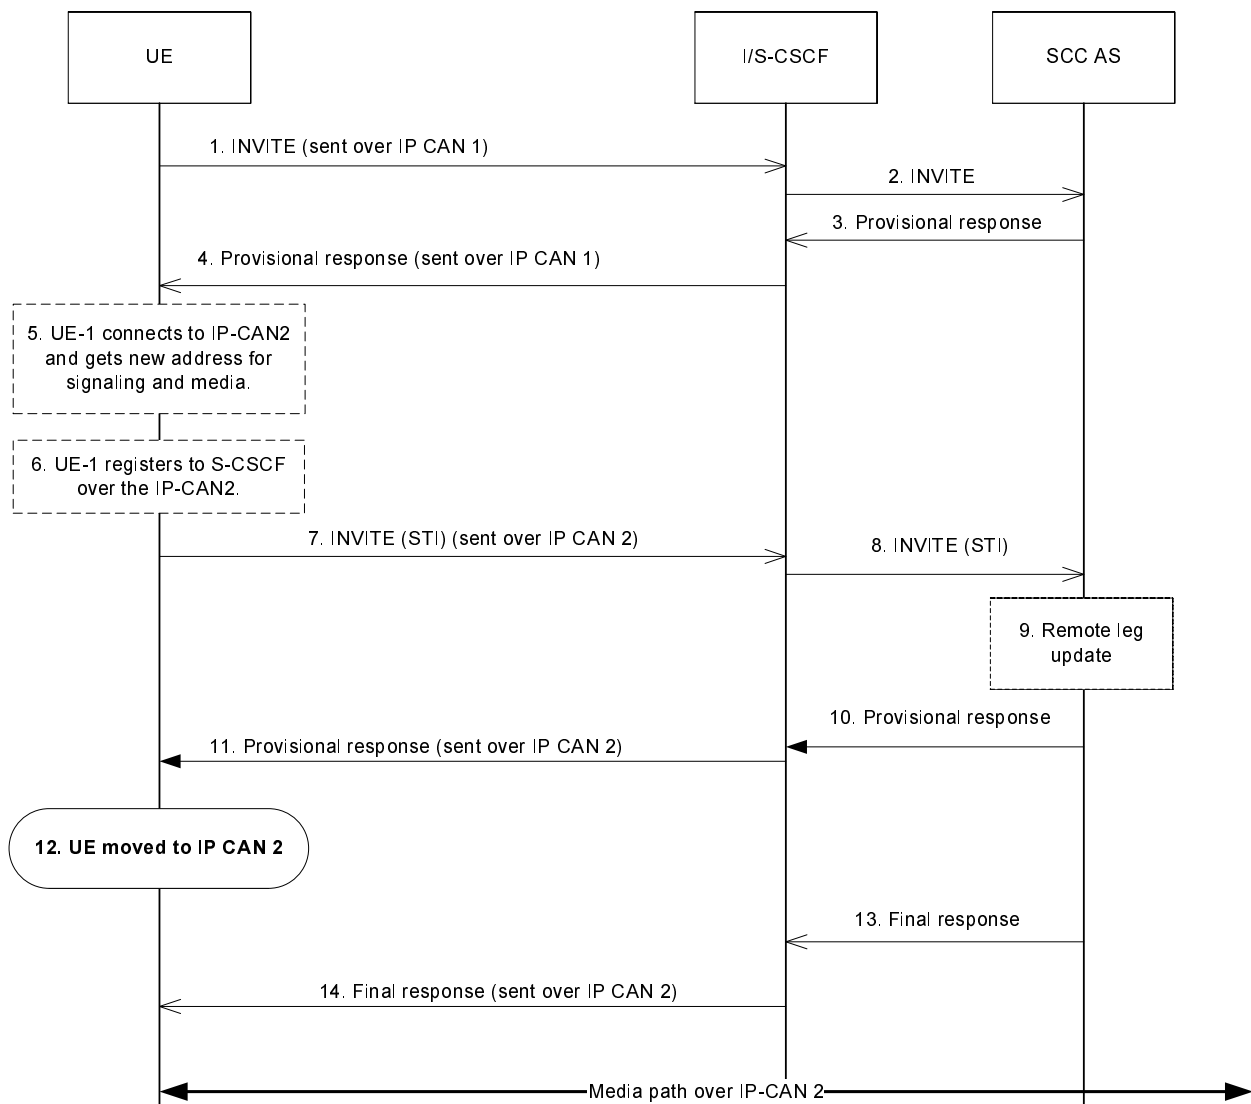 UE
I/S-CSCF
SCC AS
1. INVITE (sent over IP CAN 1)
2. INVITE
3. Provisional response
4. Provisional response (sent over IP CAN 1)
5. UE-1 connects to IP-CAN2
and gets new address for
signaling and media.
6. UE-1 registers to S-CSCF
over the IP-CAN2.
7. INVITE (STI) (sent over IP CAN 2)
8. INVITE (STI)
9. Remote leg
update
10. Provisional response
11. Provisional response (sent over IP CAN 2)
12. UE moved to IP CAN 2
13. Final response
14. Final response (sent over IP CAN 2)
Media path over IP-CAN 2